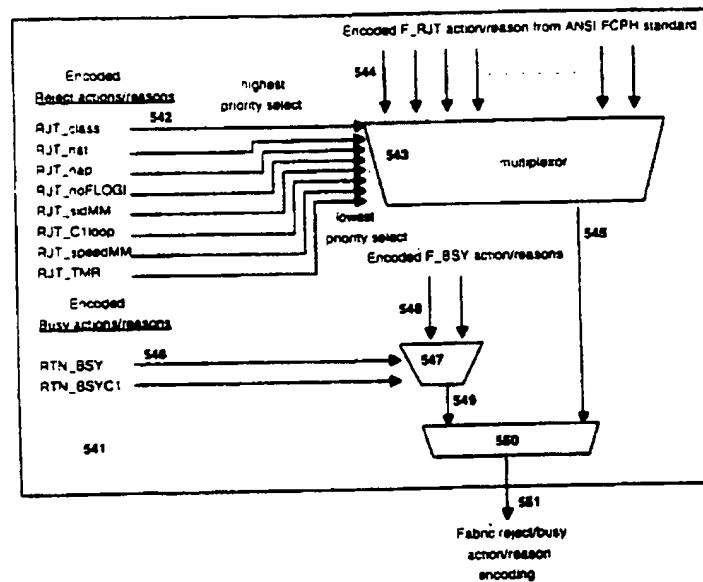 Encoded F_RJT action/reason from ANSI FCPH standard
544
Encoded
Reject actions/reasons
highest
priority select
542
RJT_class
RJT_nst
RJT_nap
RJT_noFLOGI
RJT_sidMM
RJT_C1loop
RJT_speedMM
RJT_TMR
543
multiplexor
lowest
priority select
545
Encoded F_BSY action/reasons
548
Encoded
Busy actions/reasons
546
RTN_BSY
RTN_BSYC1
547
549
541
550
551
Fabric reject/busy
action/reason
encoding